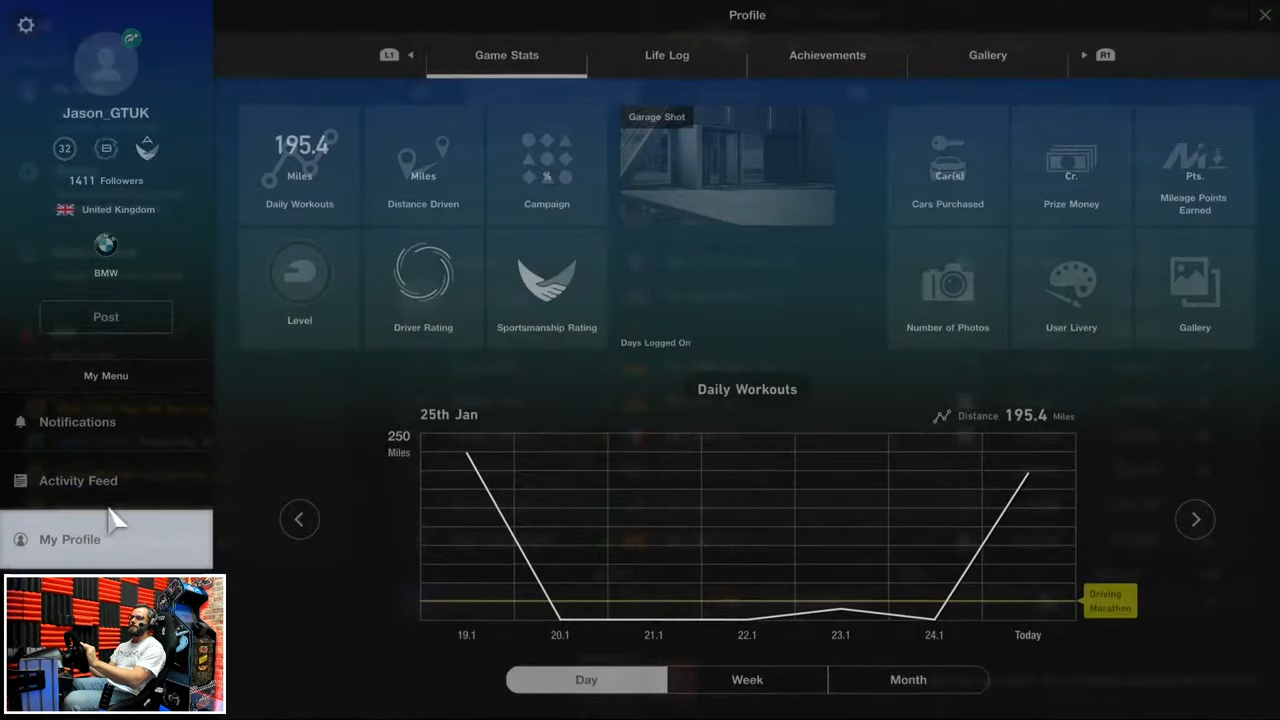 Profile
L1
Game Stats
Life Log
Achievements
Gallery
R1
Jason_GTUK
32
B
1411 Followers
United Kingdom
BMW
Post
My Menu
Notifications
Activity Feed
My Profile
195.4
Miles
Daily Workouts
Miles
Distance Driven
%
Campaign
Garage Shot
Car(s)
Cars Purchased
Cr.
Prize Money
Pts.
Mileage Points
Earned
Level
Driver Rating
Sportsmanship Rating
Days Logged On
Number of Photos
User Livery
Gallery
Daily Workouts
25th Jan
Distance 195.4 Miles
250
Miles
Driving
Marathon
19.1
20.1
21.1
22.1
23.1
24.1
Today
Day
Week
Month